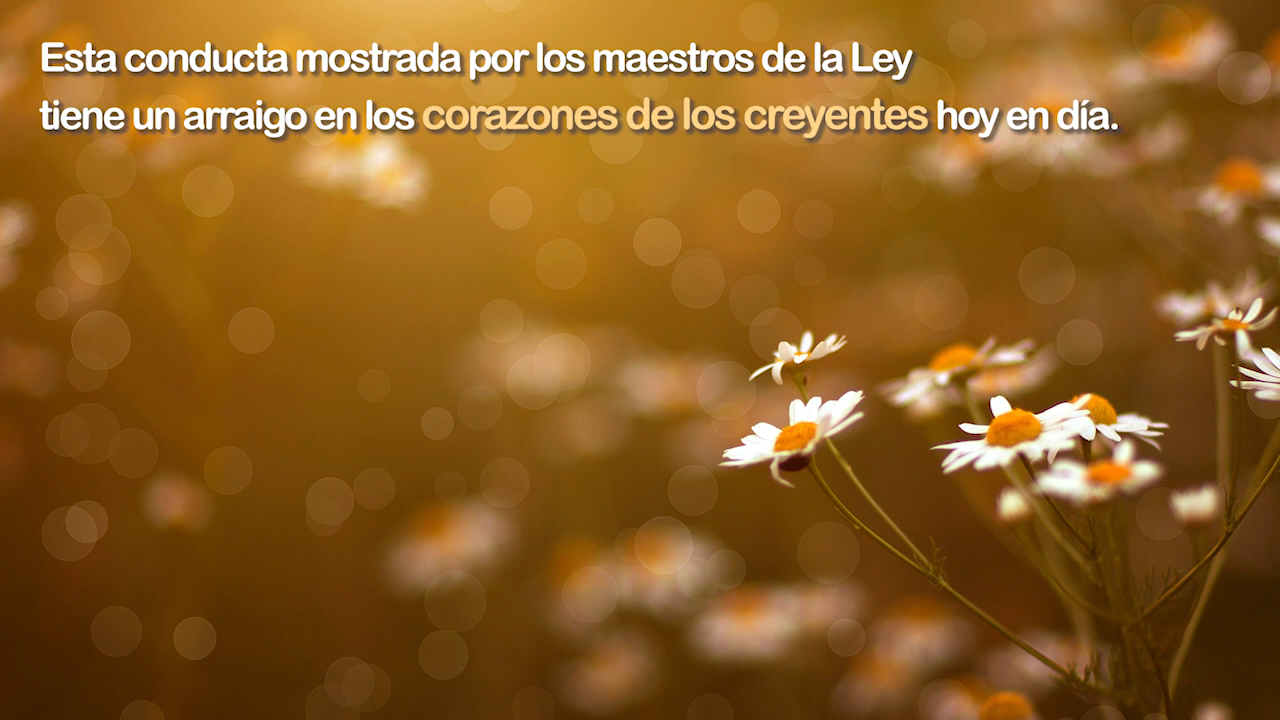 Esta conducta mostrada por los maestros de la Ley
tiene un arraigo en los corazones de los creyentes hoy en día.